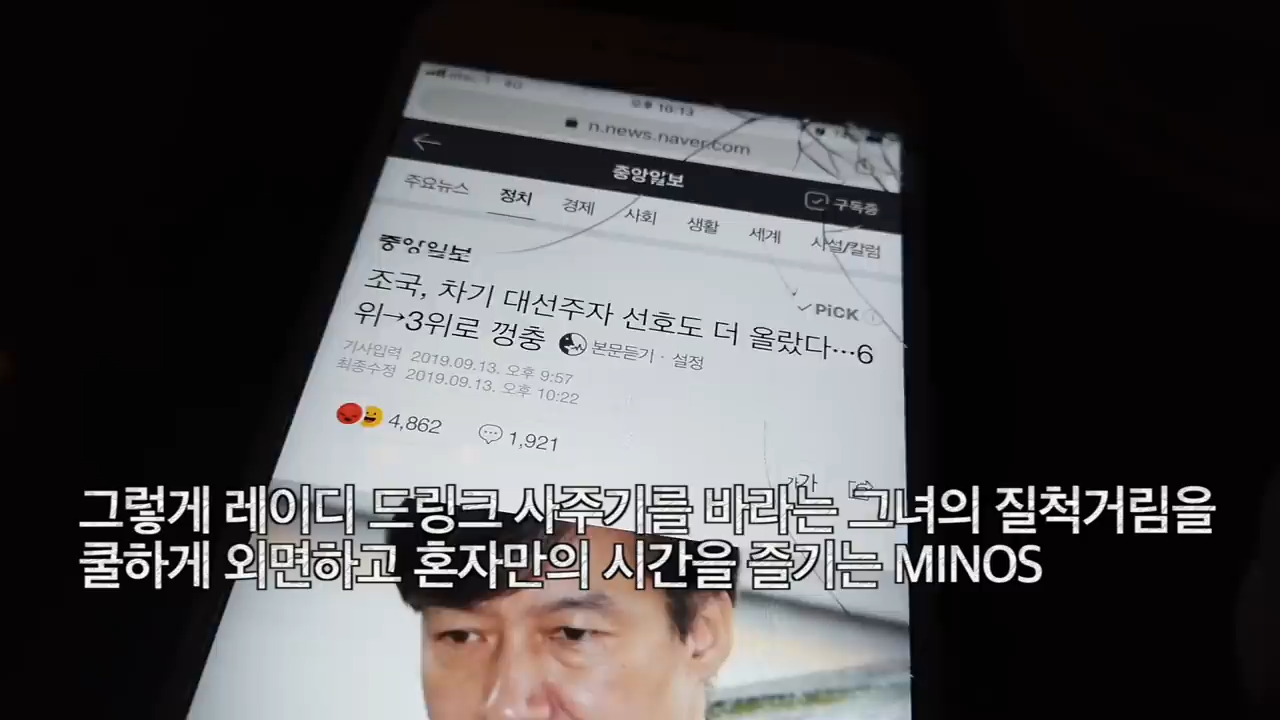 오후 10:13
n.news.naver.com
중앙일보
구독중
주요뉴스 정치 경제 사회 생활 세계 사설/칼럼
중앙일보
PiCK
조국, 차기 대선주자 선호도 더 올랐다…6
위→3위로 껑충 본문듣기 · 설정
기사입력 2019.09.13. 오후 9:57
최종수정 2019.09.13. 오후 10:22
4,862 1,921
가가
그렇게 레이디 드링크 사주기를 바라는 그녀의 질척거림을
쿨하게 외면하고 혼자만의 시간을 즐기는 MINOS